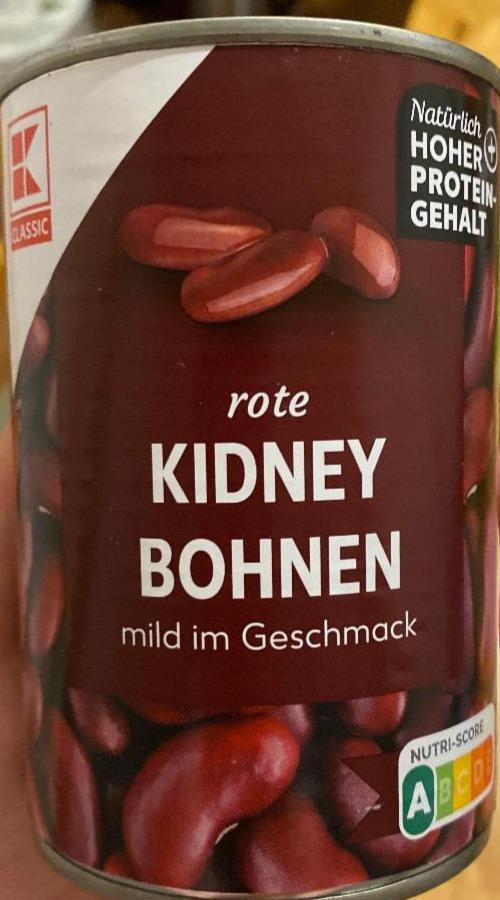 K
CLASSIC
Natürlich
HOHER
PROTEIN-
GEHALT
rote
KIDNEY
BOHNEN
mild im Geschmack
NUTRI-SCORE
A B C D E